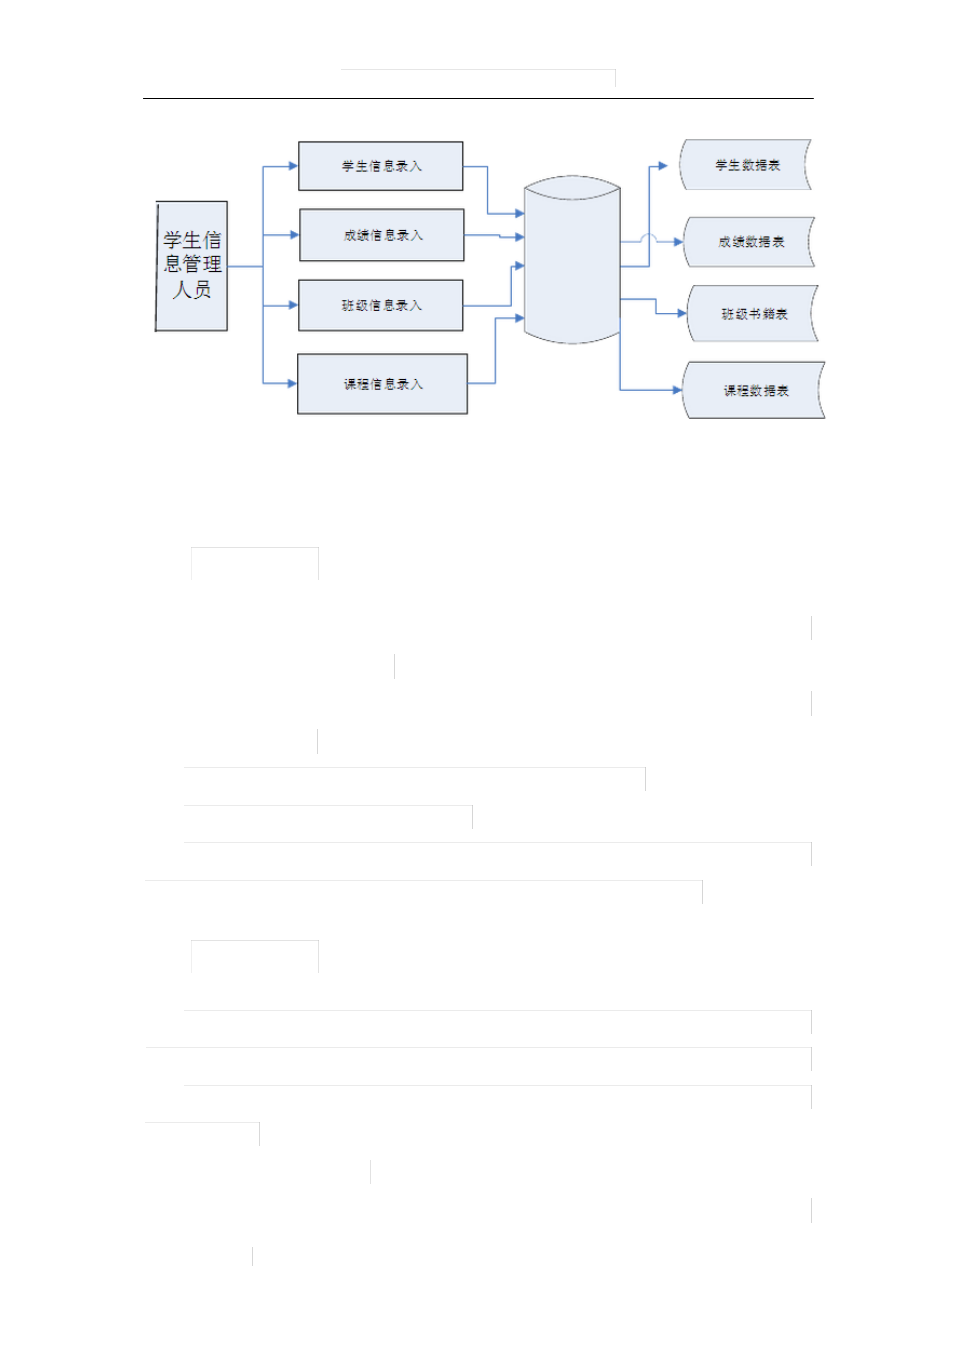 学生信
息管理
人员
学生信息录入
成绩信息录入
班级信息录入
课程信息录入
学生数据表
成绩数据表
班级书籍表
课程数据表